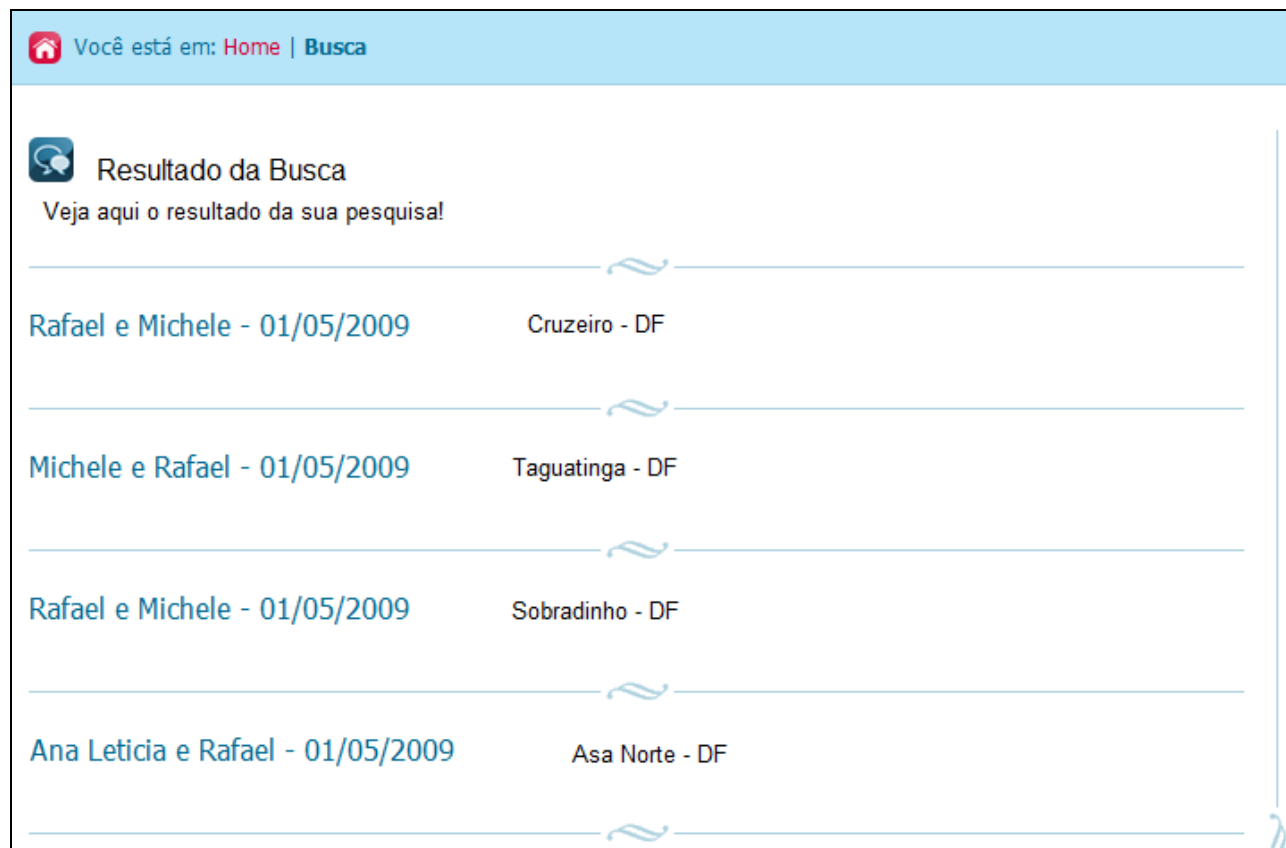 Você está em: Home | Busca
Resultado da Busca
Veja aqui o resultado da sua pesquisa!
Rafael e Michele - 01/05/2009 Cruzeiro - DF
Michele e Rafael - 01/05/2009 Taguatinga - DF
Rafael e Michele - 01/05/2009 Sobradinho - DF
Ana Leticia e Rafael - 01/05/2009 Asa Norte - DF